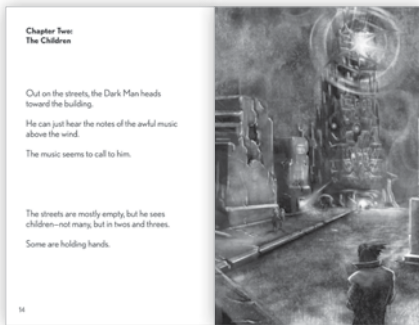 Chapter Two:
The Children
Out on the streets, the Dark Man heads
toward the building.
He can just hear the notes of the awful music
above the wind.
The music seems to call to him.
The streets are mostly empty, but he sees
children—not many, but in twos and threes.
Some are holding hands.
14